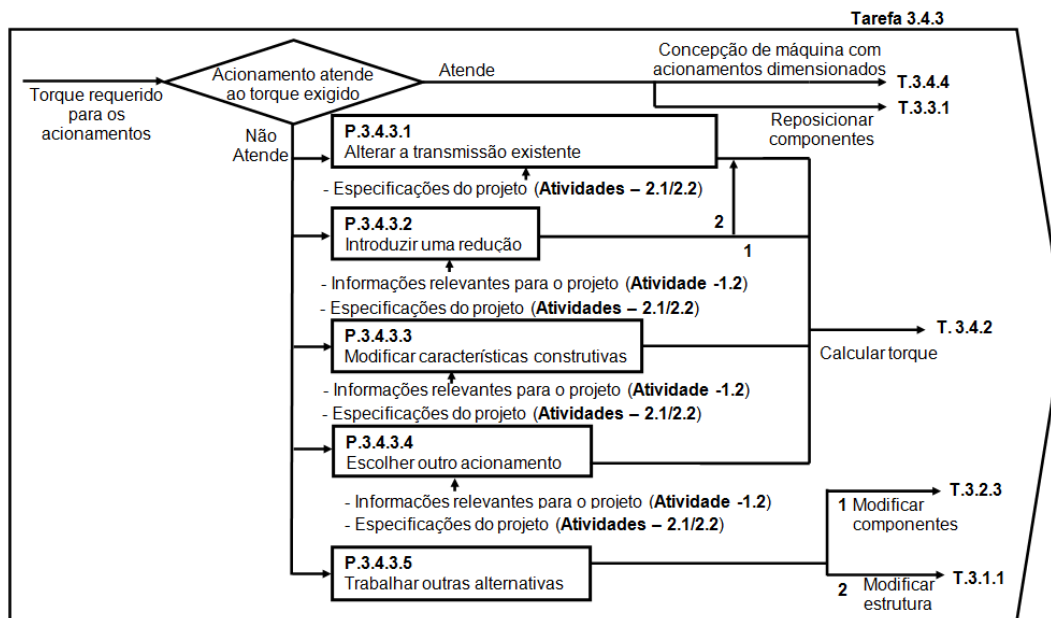 Tarefa 3.4.3
Torque requerido
para os
acionamentos
Acionamento atende
ao torque exigido
Atende
Concepção de máquina com
acionamentos dimensionados
T.3.4.4
T.3.3.1
Reposicionar
componentes
Não
Atende
P.3.4.3.1
Alterar a transmissão existente
- Especificações do projeto (Atividades – 2.1/2.2)
P.3.4.3.2
Introduzir uma redução
2
1
- Informações relevantes para o projeto (Atividade -1.2)
- Especificações do projeto (Atividades – 2.1/2.2)
P.3.4.3.3
Modificar características construtivas
T. 3.4.2
Calcular torque
- Informações relevantes para o projeto (Atividade -1.2)
- Especificações do projeto (Atividades – 2.1/2.2)
P.3.4.3.4
Escolher outro acionamento
- Informações relevantes para o projeto (Atividade -1.2)
- Especificações do projeto (Atividades – 2.1/2.2)
P.3.4.3.5
Trabalhar outras alternativas
T.3.2.3
1 Modificar
componentes
T.3.1.1
2 Modificar
estrutura